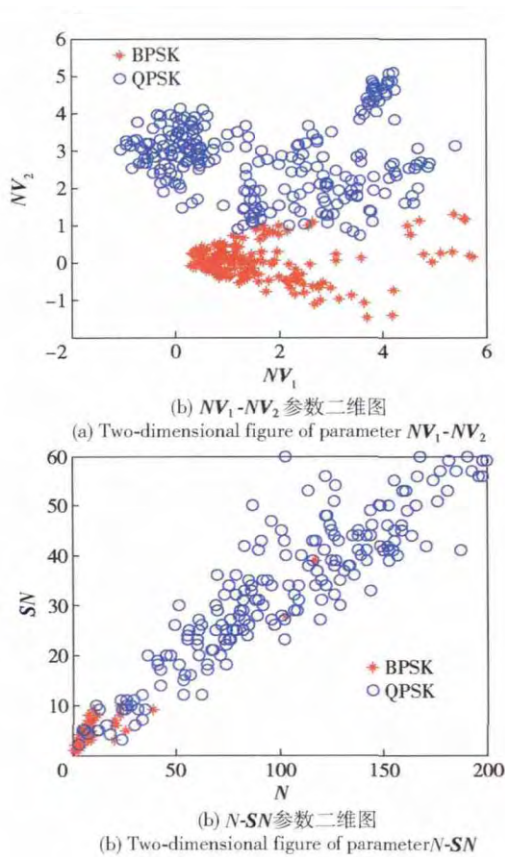 6
5
4
3
2
1
0
-1
-2
0
2
4
6
NV₂
BPSK
QPSK
NV₁
(b) NV₁-NV₂参数二维图
(a) Two-dimensional figure of parameter NV₁-NV₂
60
50
40
30
20
10
0
50
100
150
200
SN
BPSK
QPSK
N
(b) N-SN参数二维图
(b) Two-dimensional figure of parameterN-SN